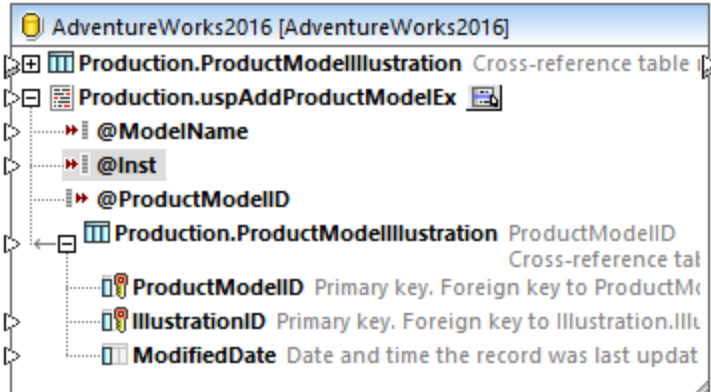 AdventureWorks2016 [AdventureWorks2016]
Production.ProductModelIllustration Cross-reference table
Production.uspAddProductModelEx
@ModelName
@Inst
@ProductModelID
Production.ProductModelIllustration ProductModelID
Cross-reference tal
ProductModelID Primary key. Foreign key to ProductMo
IllustrationID Primary key. Foreign key to Illustration.Illu
ModifiedDate Date and time the record was last updat